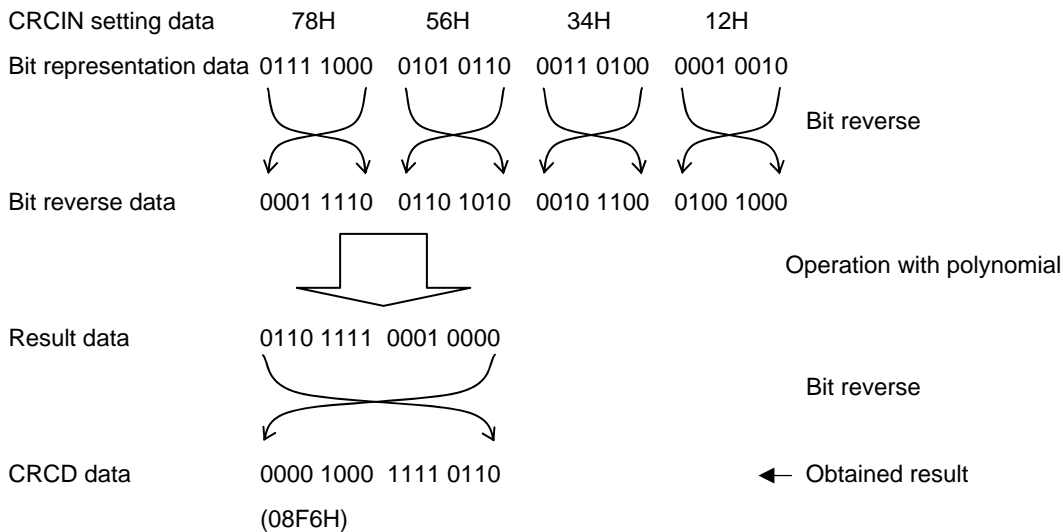 CRCIN setting data 78H 56H 34H 12H
Bit representation data 0111 1000 0101 0110 0011 0100 0001 0010
Bit reverse
Bit reverse data 0001 1110 0110 1010 0010 1100 0100 1000
Operation with polynomial
Result data 0110 1111 0001 0000
Bit reverse
CRCD data 0000 1000 1111 0110 Obtained result
(08F6H)